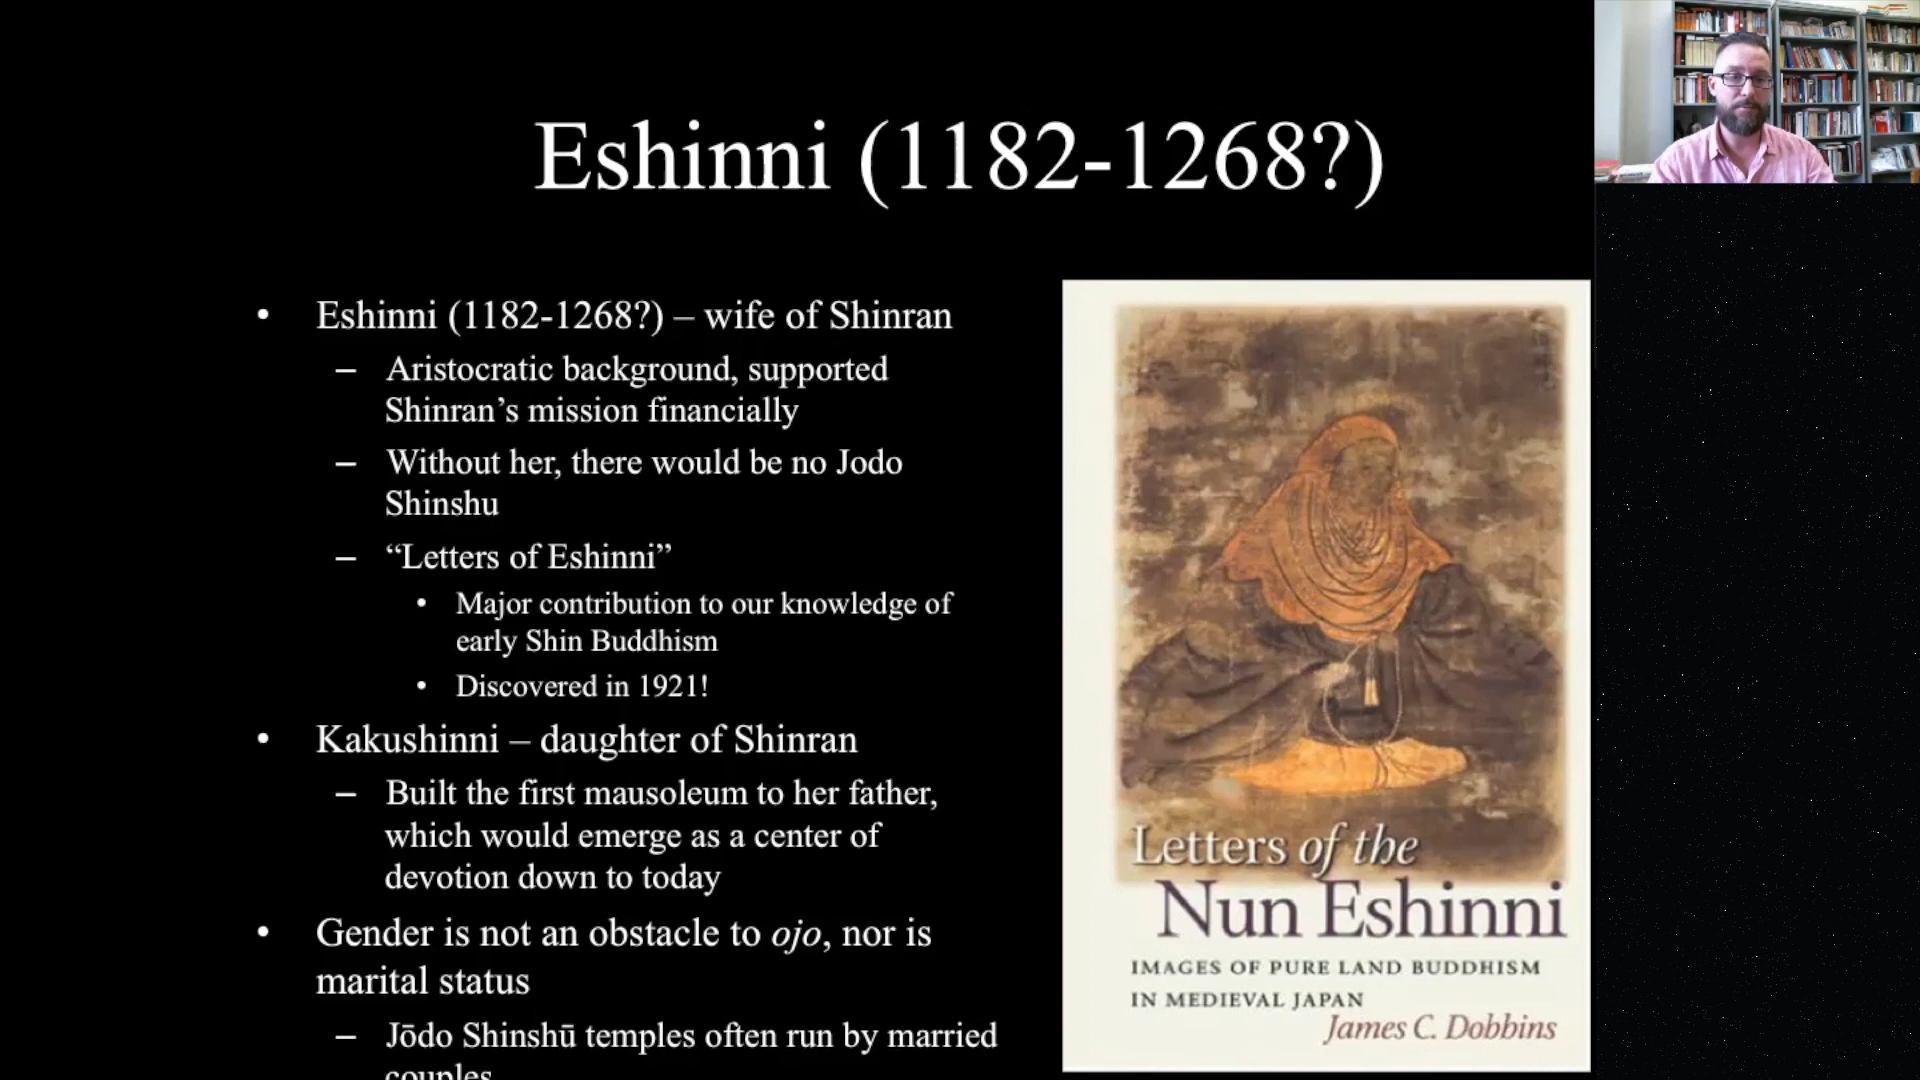 Eshinni (1182-1268?)
• Eshinni (1182-1268?) – wife of Shinran
– Aristocratic background, supported
Shinran’s mission financially
– Without her, there would be no Jodo
Shinshu
– “Letters of Eshinni”
• Major contribution to our knowledge of
early Shin Buddhism
• Discovered in 1921!
• Kakushinni – daughter of Shinran
– Built the first mausoleum to her father,
which would emerge as a center of
devotion down to today
• Gender is not an obstacle to ojo, nor is
marital status
– Jōdo Shinshū temples often run by married
couples
Letters of the
Nun Eshinni
IMAGES OF PURE LAND BUDDHISM
IN MEDIEVAL JAPAN
James C. Dobbins